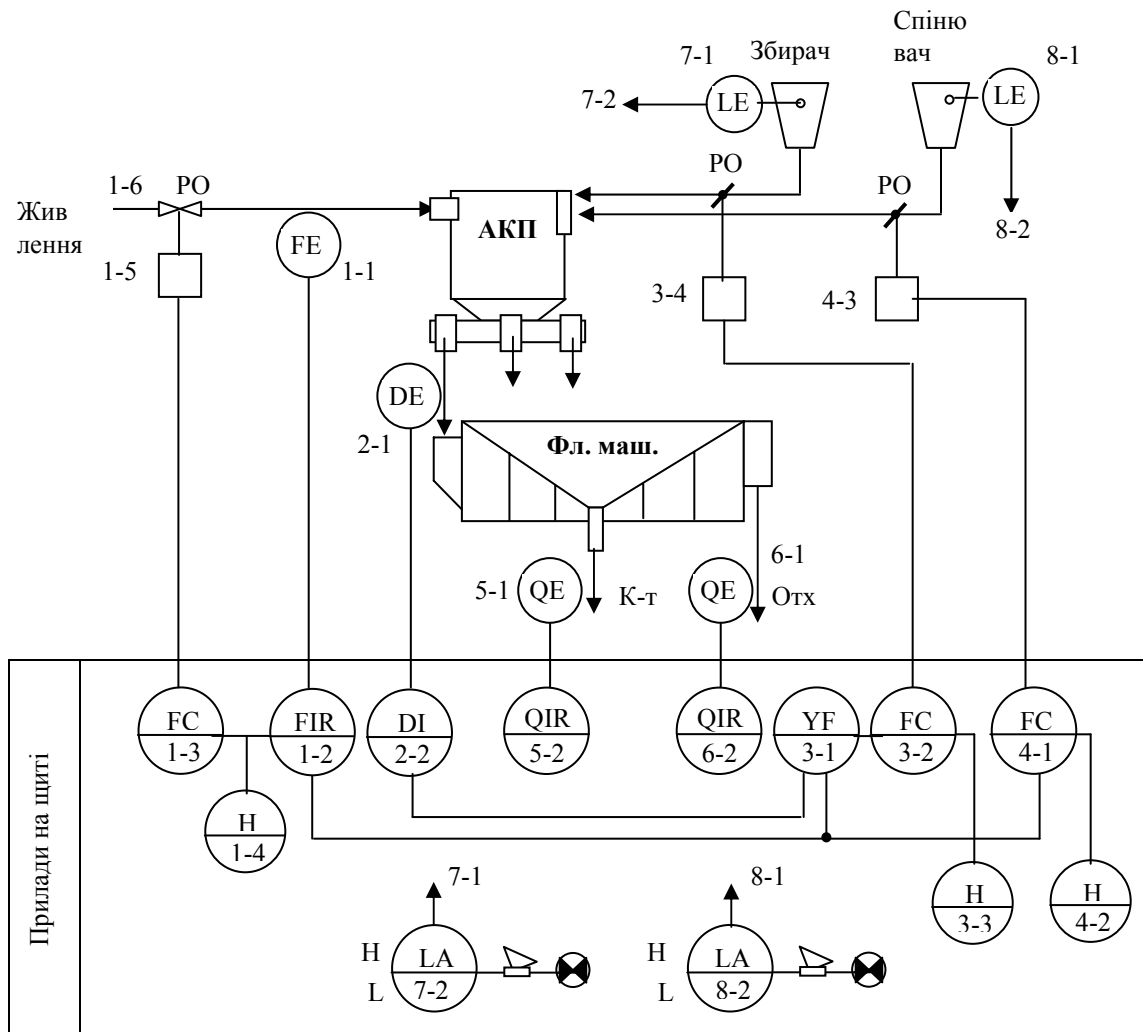 Збирач
Спіню
вач
7-1
8-1
7-2
LE
LE
РО
1-6
РО
РО
Жив
лення
АКП
8-2
FE
1-5
1-1
3-4
4-3
DE
2-1
Фл. маш.
6-1
5-1
QE
К-т
QE
Отх
Прилади на щиті
FC
1-3
FIR
1-2
DI
2-2
QIR
5-2
QIR
6-2
YF
3-1
FC
3-2
FC
4-1
H
1-4
7-1
8-1
H
3-3
H
4-2
H
L
LA
7-2
H
L
LA
8-2